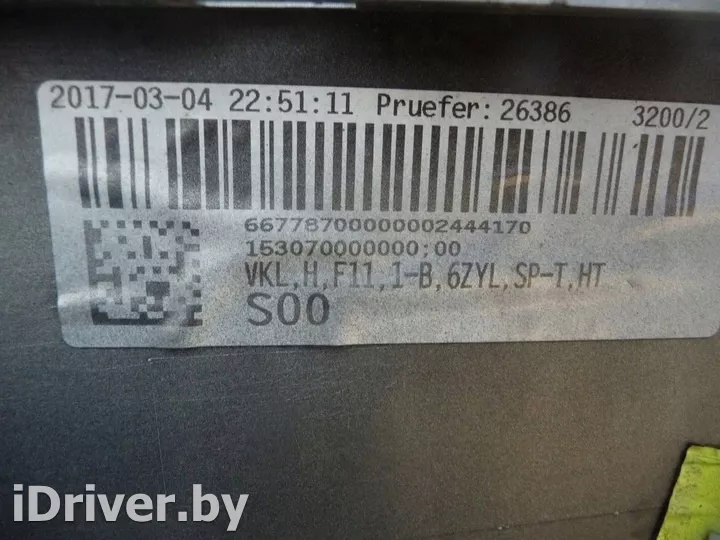 2017-03-04 22:51:11 Pruefer: 26386 3200/2
66778700000002444170
153070000000;00
VKL,H,F11,I-B,6ZYL,SP-T,HT
S00
iDriver.by